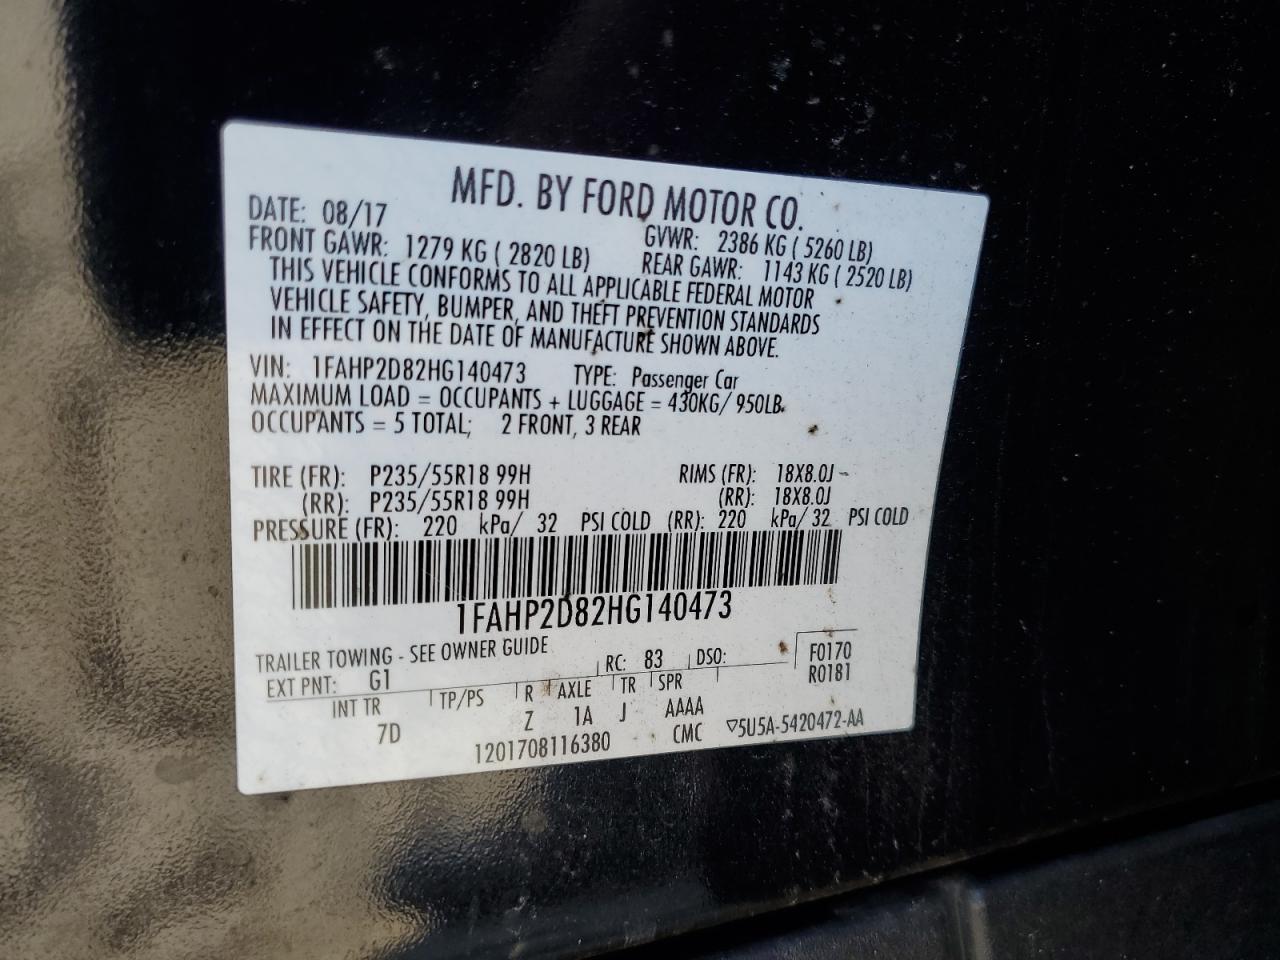 MFD. BY FORD MOTOR CO.
DATE: 08/17 GVWR: 2386 KG ( 5260 LB)
FRONT GAWR: 1279 KG ( 2820 LB) REAR GAWR: 1143 KG ( 2520 LB)
THIS VEHICLE CONFORMS TO ALL APPLICABLE FEDERAL MOTOR
VEHICLE SAFETY, BUMPER, AND THEFT PREVENTION STANDARDS
IN EFFECT ON THE DATE OF MANUFACTURE SHOWN ABOVE.
VIN: 1FAHP2D82HG140473 TYPE: Passenger Car
MAXIMUM LOAD = OCCUPANTS + LUGGAGE = 430KG/ 950LB.
OCCUPANTS = 5 TOTAL; 2 FRONT, 3 REAR
TIRE (FR): P235/55R18 99H RIMS (FR): 18X8.0J
(RR): P235/55R18 99H (RR): 18X8.0J
PRESSURE (FR): 220 kPa/ 32 PSI COLD (RR): 220 kPa/ 32 PSI COLD
1FAHP2D82HG140473
TRAILER TOWING - SEE OWNER GUIDE F0170
EXT PNT: G1 RC: 83 DSO: R0181
INT TR TP/PS R AXLE TR SPR
7D Z 1A J AAAA
1201708116380 CMC ▽5U5A-5420472-AA